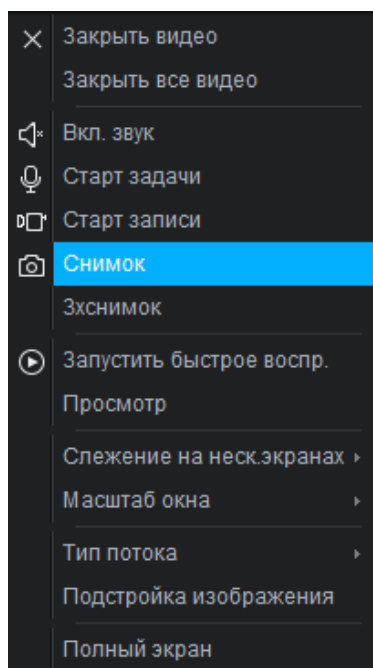 Закрыть видео
Закрыть все видео
Вкл. звук
Старт задачи
Старт записи
Снимок
3хснимок
Запустить быстрое воспр.
Просмотр
Слежение на неск.экранах
Масштаб окна
Тип потока
Подстройка изображения
Полный экран